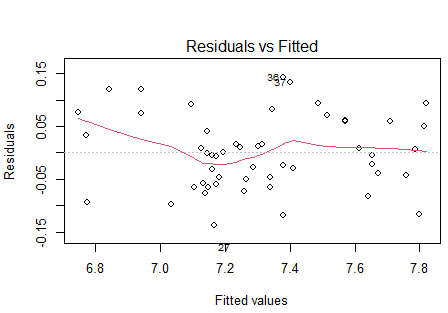 Residuals vs Fitted
Residuals
0.15
0.05
-0.05
-0.15
36
37
27
6.8 7.0 7.2 7.4 7.6 7.8
Fitted values